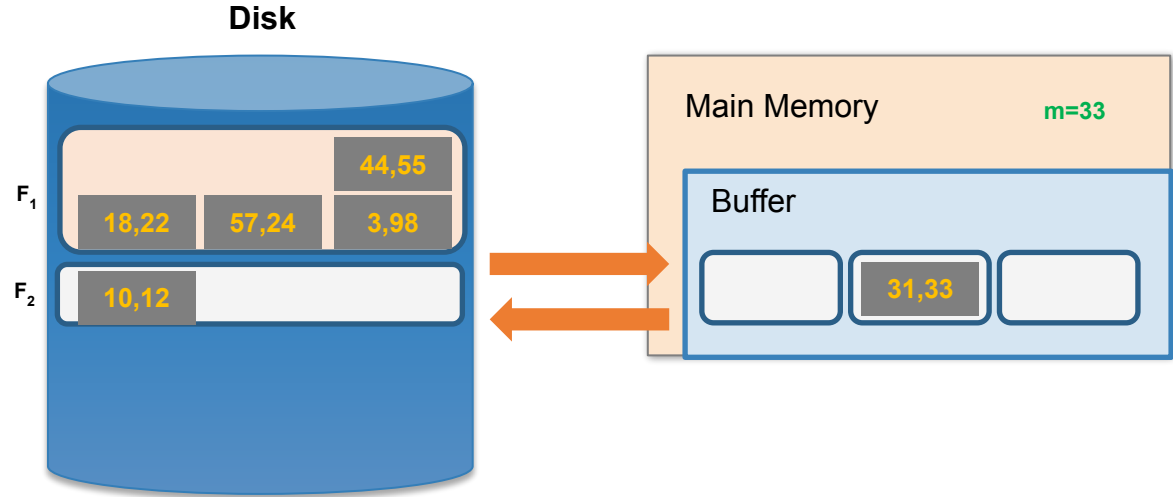 Disk
Main Memory
m=33
F1
44,55
18,22
57,24
3,98
Buffer
F2
10,12
31,33